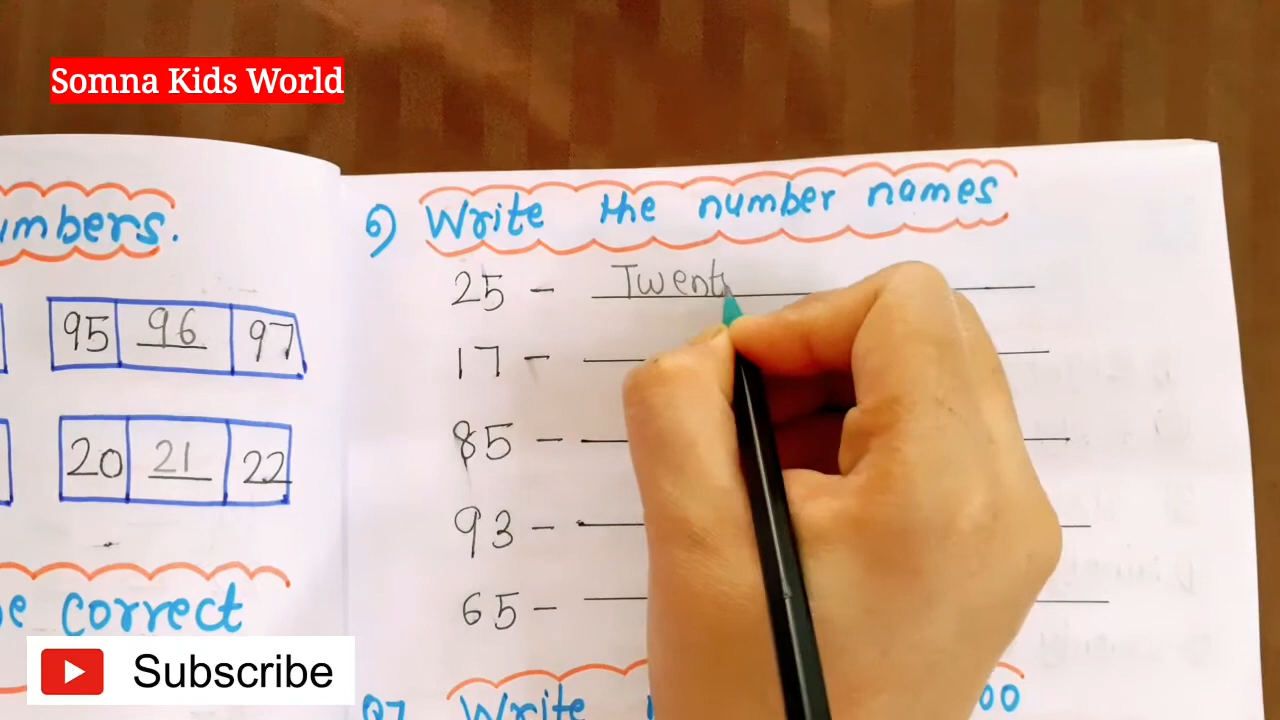 Somna Kids World
umbers.
95 96 97
20 21 22
correct
6) Write the number names
25 - Twent
17 -
85 -
93 -
65 -
Q7 Write
Subscribe